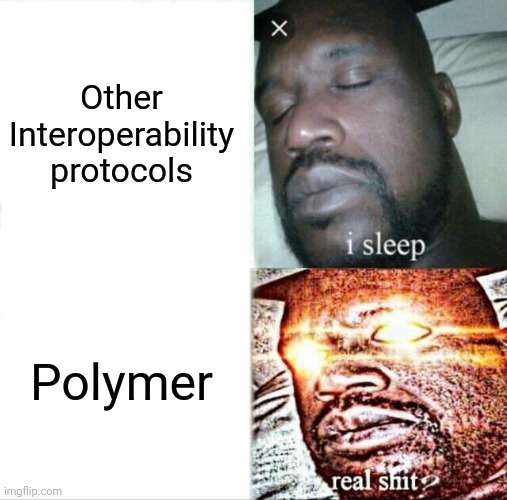 Other
Interoperability
protocols
i sleep
Polymer
real shit?
imgflip.com